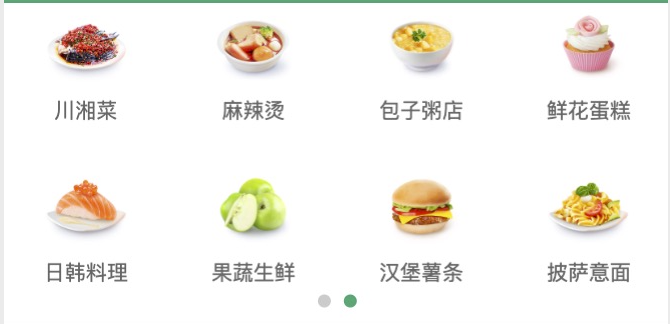 川湘菜
麻辣烫
包子粥店
鲜花蛋糕
日韩料理
果蔬生鲜
汉堡薯条
披萨意面